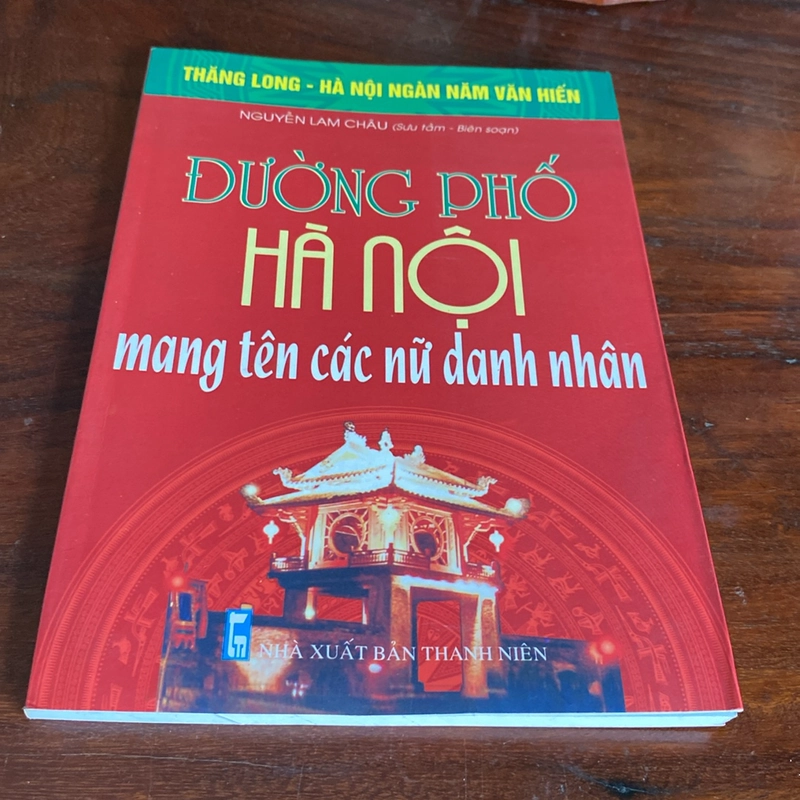 THĂNG LONG - HÀ NỘI NGÀN NĂM VĂN HIẾN
NGUYỄN LAM CHÂU (Sưu tầm - Biên soạn)
ĐƯỜNG PHỐ
HÀ NỘI
mang tên các nữ danh nhân
NHÀ XUẤT BẢN THANH NIÊN